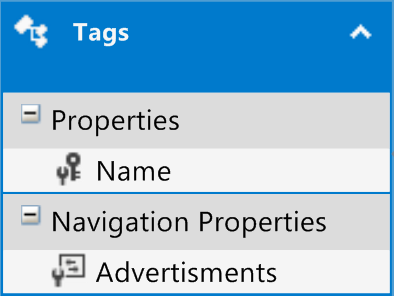 Tags
Properties
Name
Navigation Properties
Advertisments